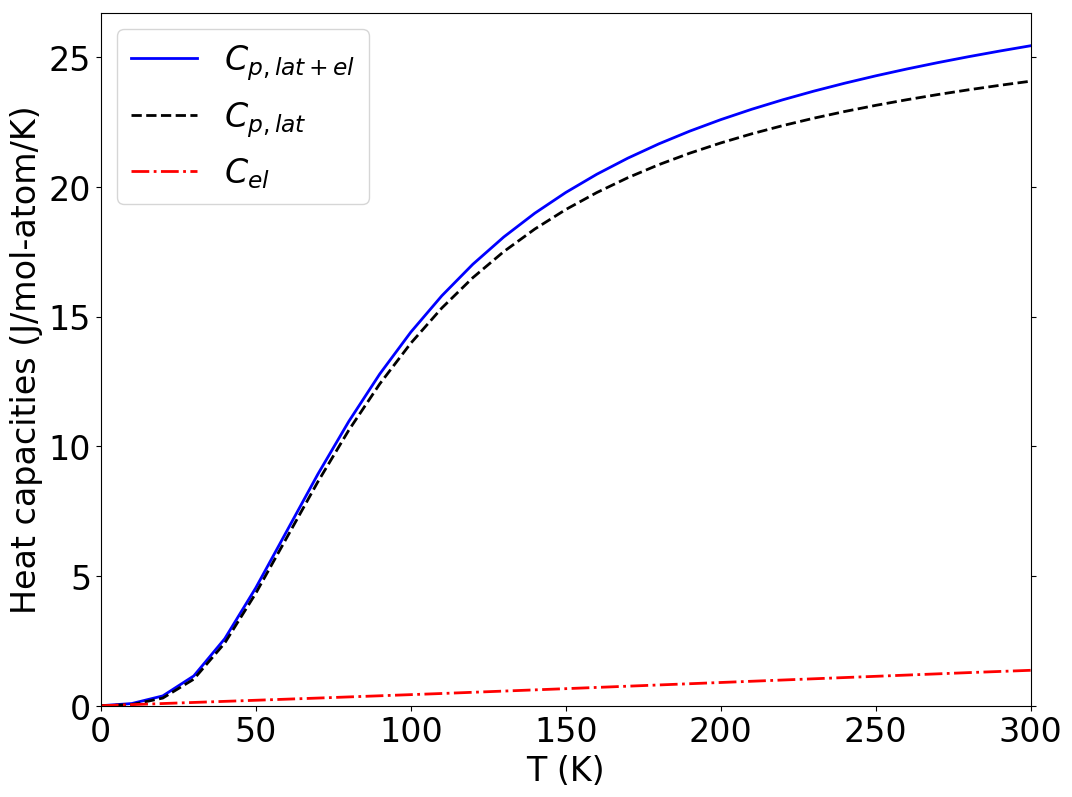 C_{p, lat + el}
C_{p, lat}
C_{el}
Heat capacities (J/mol-atom/K)
25
20
15
10
5
0
0 50 100 150 200 250 300
T (K)